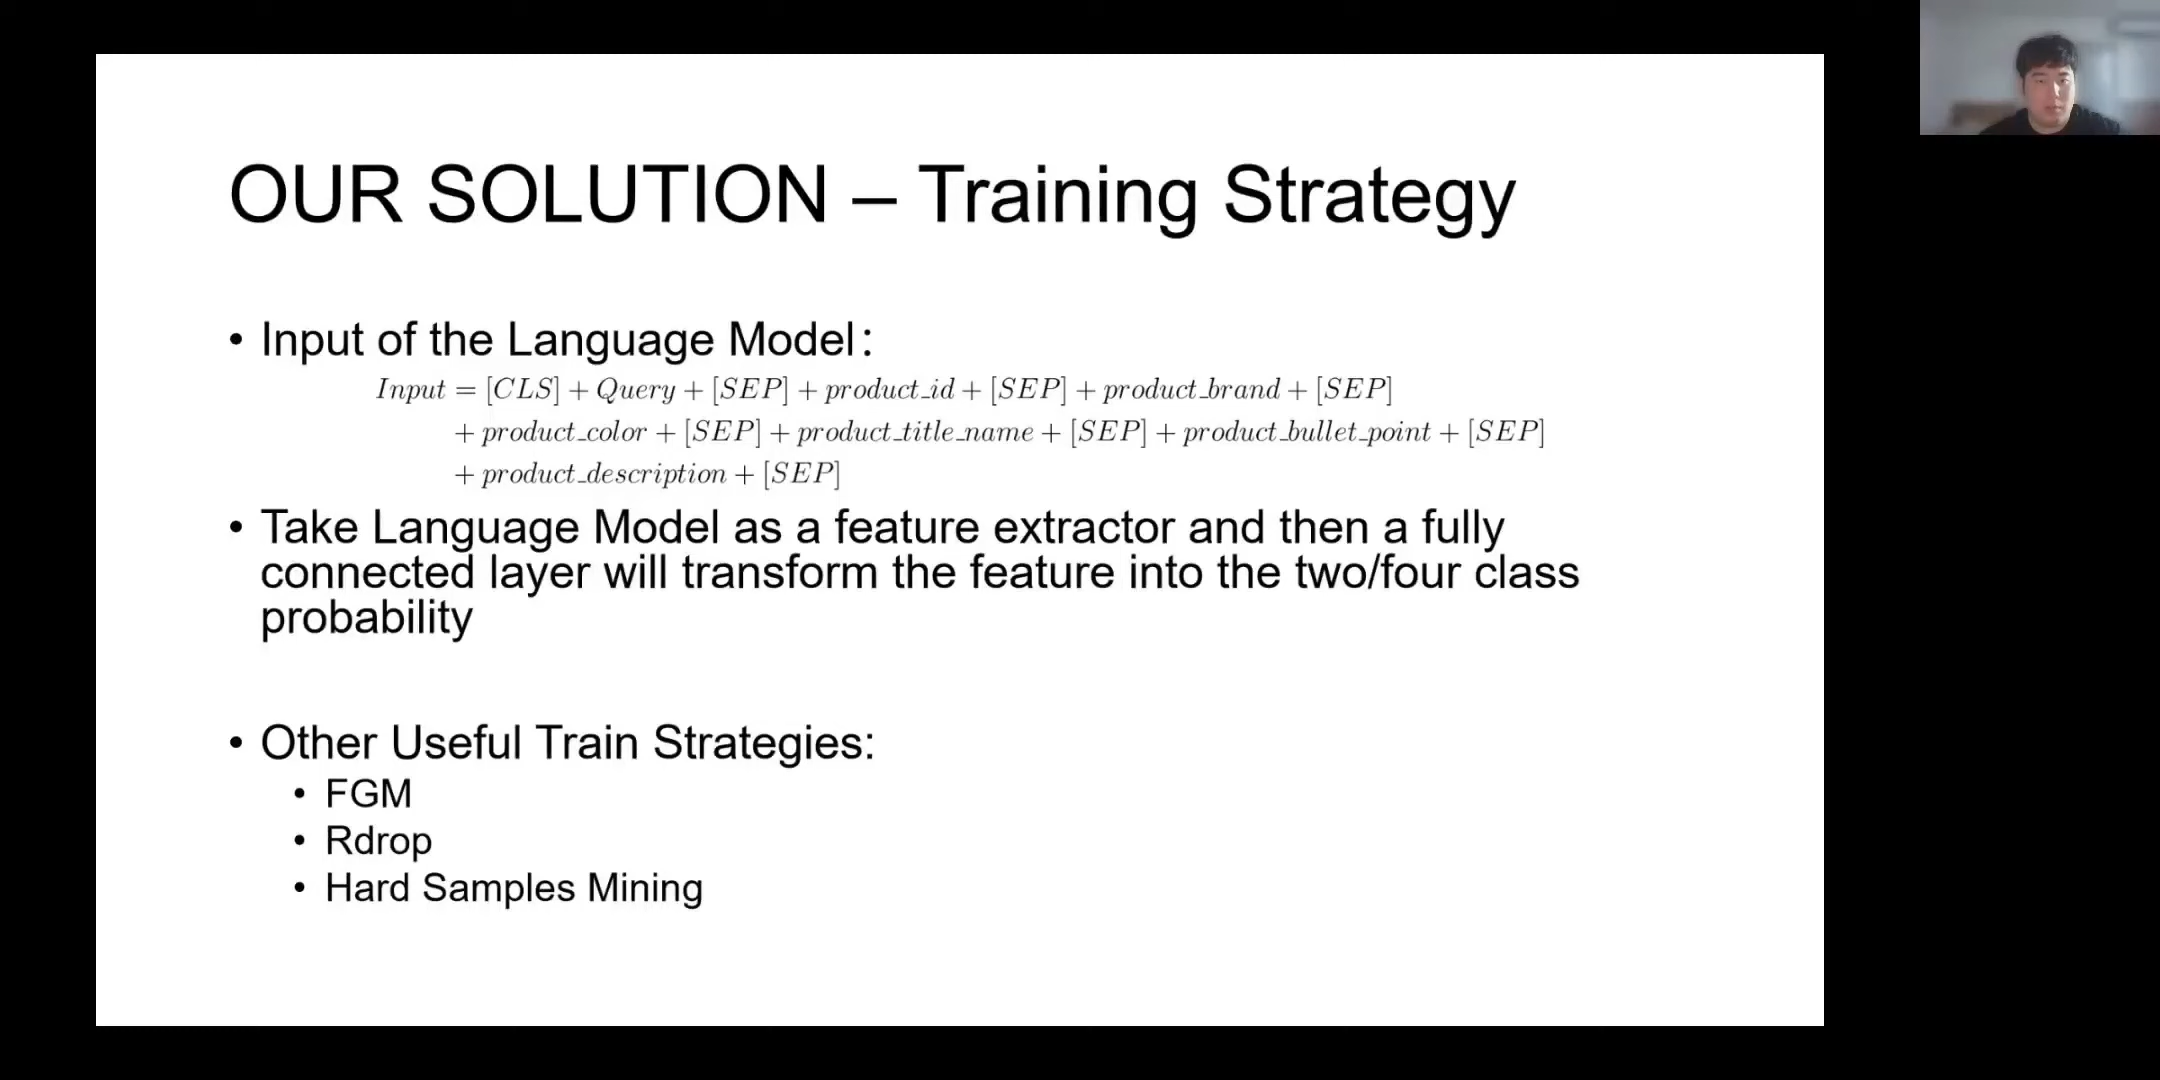 OUR SOLUTION – Training Strategy
• Input of the Language Model：
Input = [CLS] + Query + [SEP] + product_id + [SEP] + product_brand + [SEP]
+ product_color + [SEP] + product_title_name + [SEP] + product_bullet_point + [SEP]
+ product_description + [SEP]
• Take Language Model as a feature extractor and then a fully
connected layer will transform the feature into the two/four class
probability
• Other Useful Train Strategies:
• FGM
• Rdrop
• Hard Samples Mining